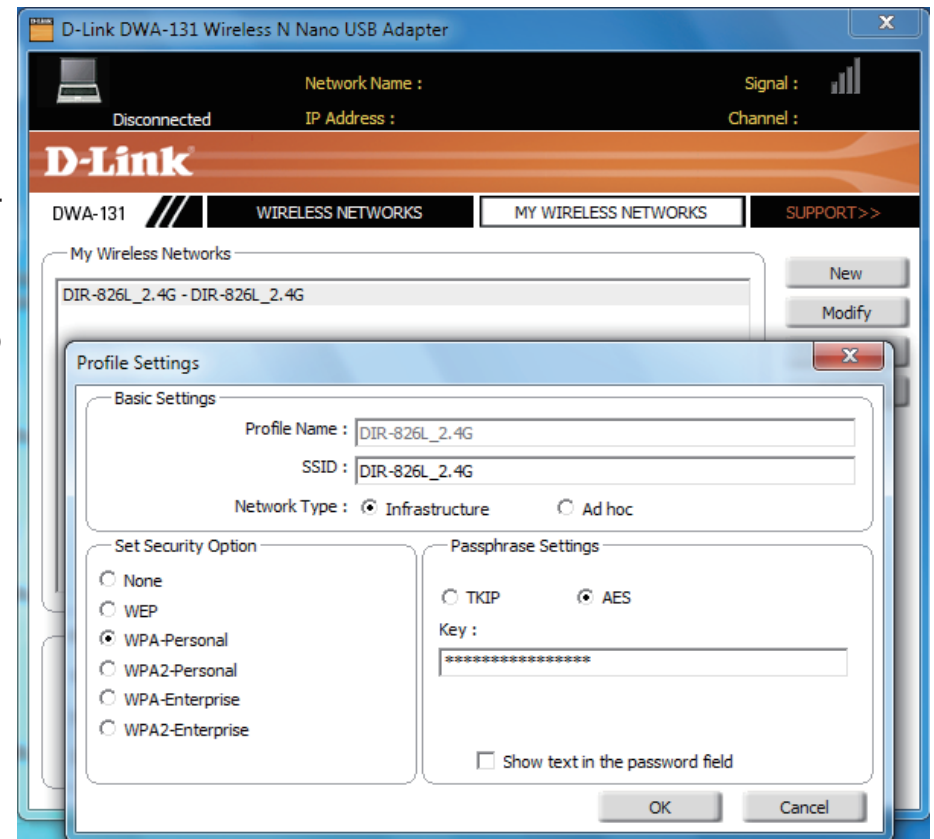 D-Link DWA-131 Wireless N Nano USB Adapter
Network Name :
Signal :
Disconnected
IP Address :
Channel :
D-Link
DWA-131
WIRELESS NETWORKS
MY WIRELESS NETWORKS
SUPPORT>>
My Wireless Networks
DIR-826L_2.4G - DIR-826L_2.4G
New
Modify
Profile Settings
Basic Settings
Profile Name : DIR-826L_2.4G
SSID : DIR-826L_2.4G
Network Type : Infrastructure Ad hoc
Set Security Option
None
WEP
WPA-Personal
WPA2-Personal
WPA-Enterprise
WPA2-Enterprise
Passphrase Settings
TKIP AES
Key :
****************
Show text in the password field
OK Cancel